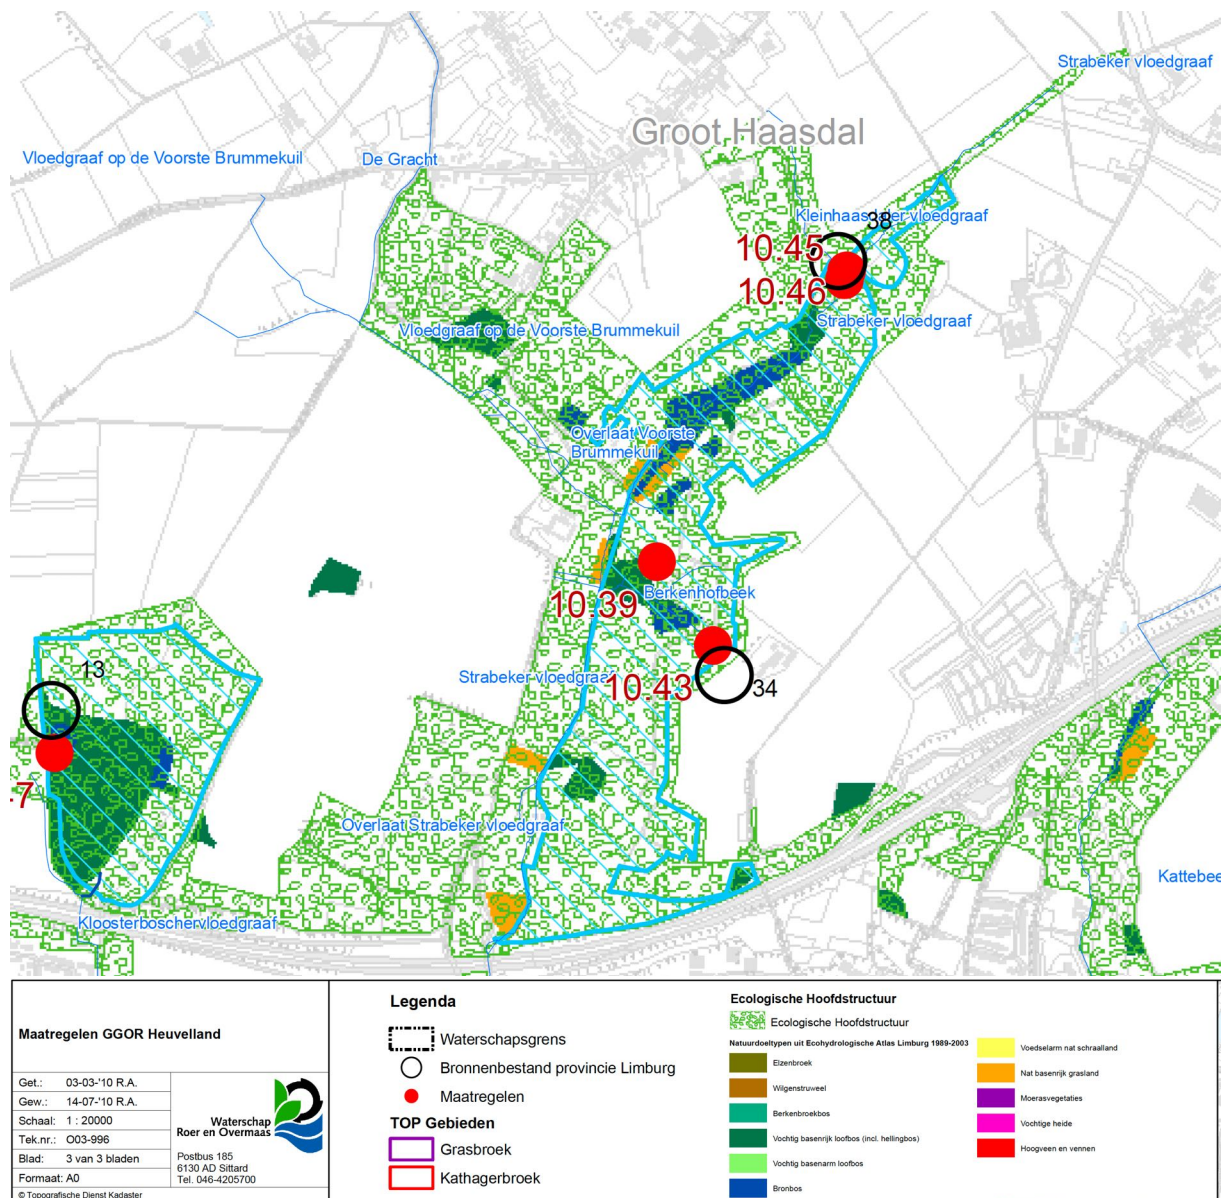 Strabeker vloedgraaf
Groot Haasdal
Vloedgraaf op de Voorste Brummekuil
De Gracht
38
10.45
10.46
Strabeker vloedgraaf
Vloedgraaf op de Voorste Brummekuil
Overlaat Voorste
Brummekuil
10.39
Berkenhofbeek
13
Strabeker vloedgraaf
10.43
34
Overlaat Strabeker vloedgraaf
Kloosterboschervloedgraaf
Maatregelen GGOR Heuvelland
Get.: 03-03-'10 R.A.
Gew.: 14-07-'10 R.A.
Schaal: 1 : 20000
Tek.nr.: O03-996
Blad: 3 van 3 bladen
Formaat: A0
© Topografische Dienst Kadaster
Waterschap
Roer en Overmaas
Postbus 185
6130 AD Sittard
Tel. 046-4205700
Legenda
Waterschapsgrens
Bronnenbestand provincie Limburg
Maatregelen
TOP Gebieden
Grasbroek
Kathagerbroek
Ecologische Hoofdstructuur
Ecologische Hoofdstructuur
Natuurdoeltypen uit Ecohydrologische Atlas Limburg 1989-2003
Elzenbroek
Wilgenstruweel
Berkenbroekbos
Vochtig basenrijk loofbos (incl. hellingbos)
Vochtig basenarm loofbos
Bronbos
Voedselarm nat schraalland
Nat basenrijk grasland
Moerasvegetaties
Vochtige heide
Hoogveen en vennen